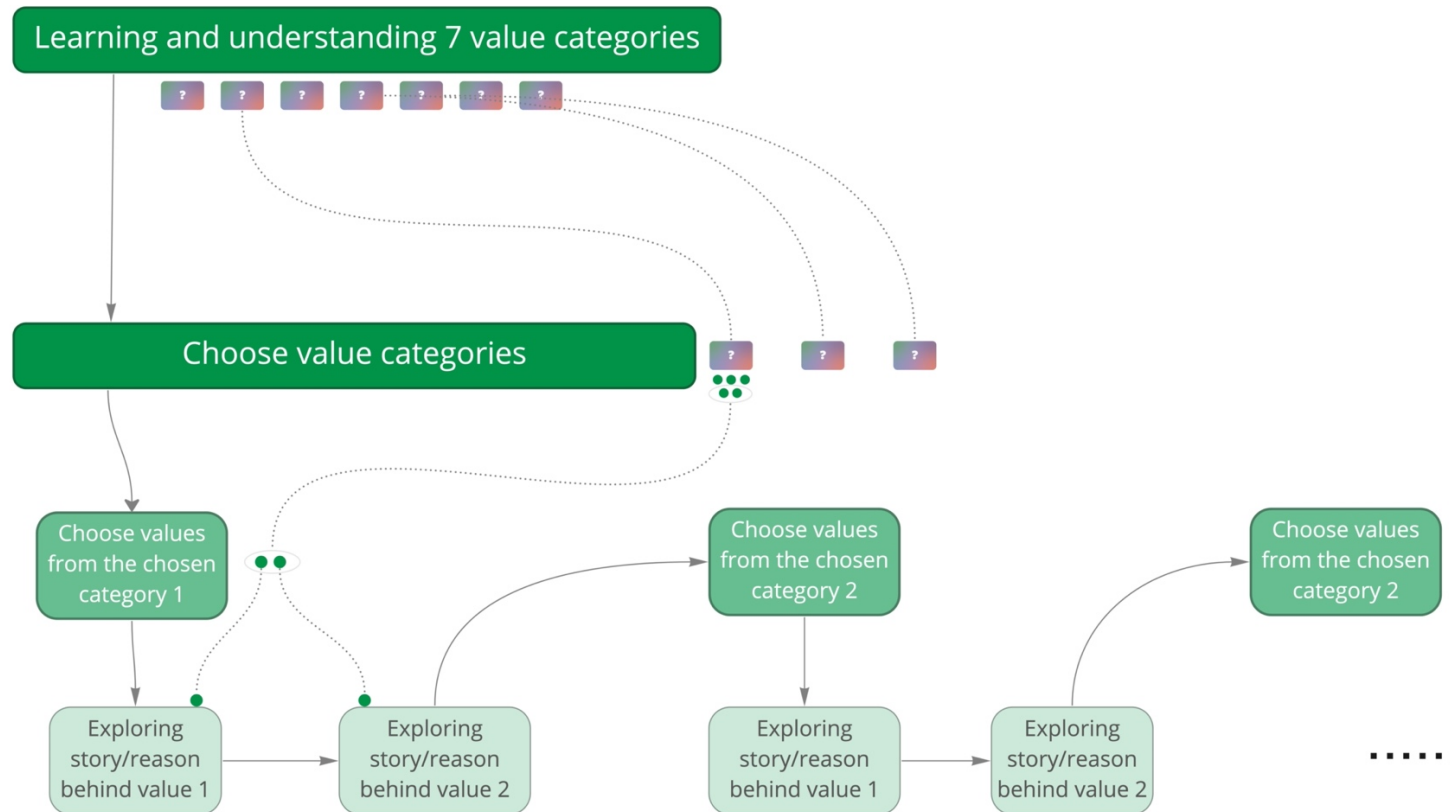 Learning and understanding 7 value categories
? ? ? ? ? ? ?
Choose value categories
? ? ?
Choose values
from the chosen
category 1
Choose values
from the chosen
category 2
Choose values
from the chosen
category 2
Exploring
story/reason
behind value 1
Exploring
story/reason
behind value 2
Exploring
story/reason
behind value 1
Exploring
story/reason
behind value 2
.....